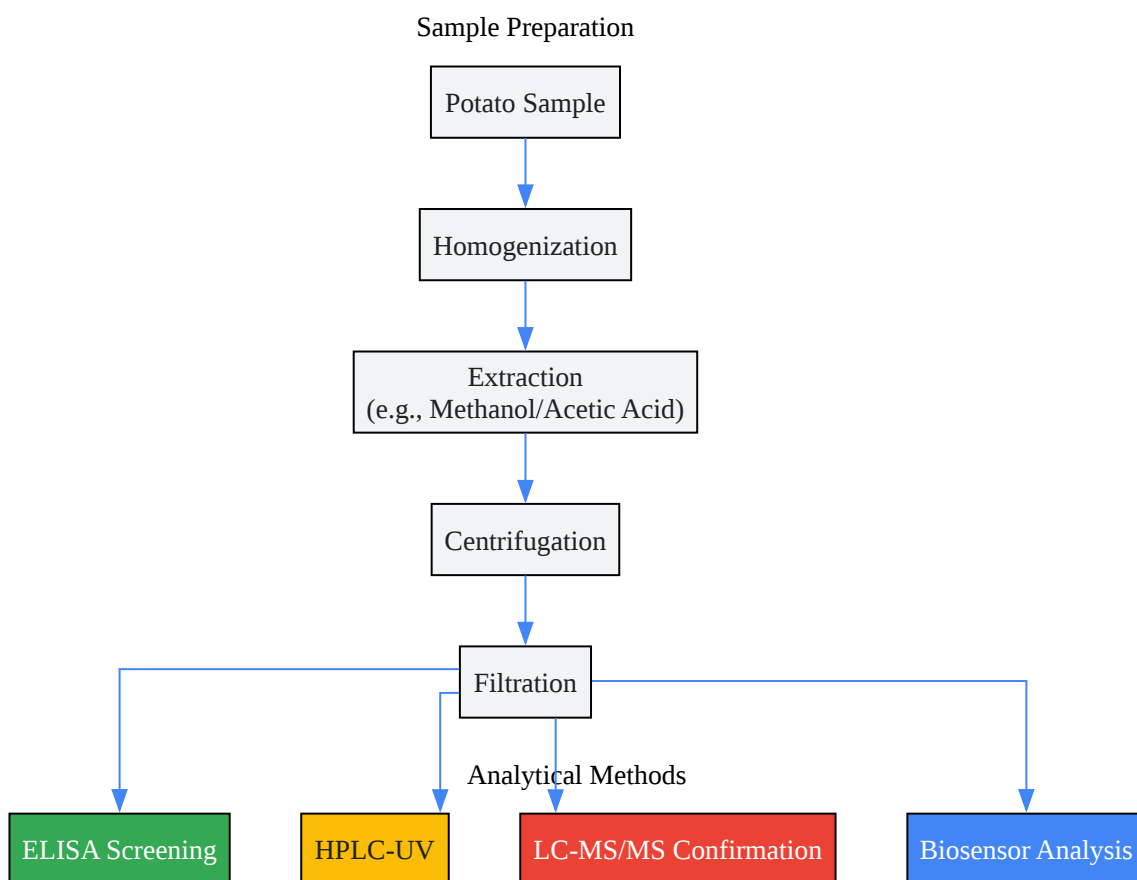 Sample Preparation
Potato Sample
Homogenization
Extraction
(e.g., Methanol/Acetic Acid)
Centrifugation
Filtration
Analytical Methods
ELISA Screening
HPLC-UV
LC-MS/MS Confirmation
Biosensor Analysis